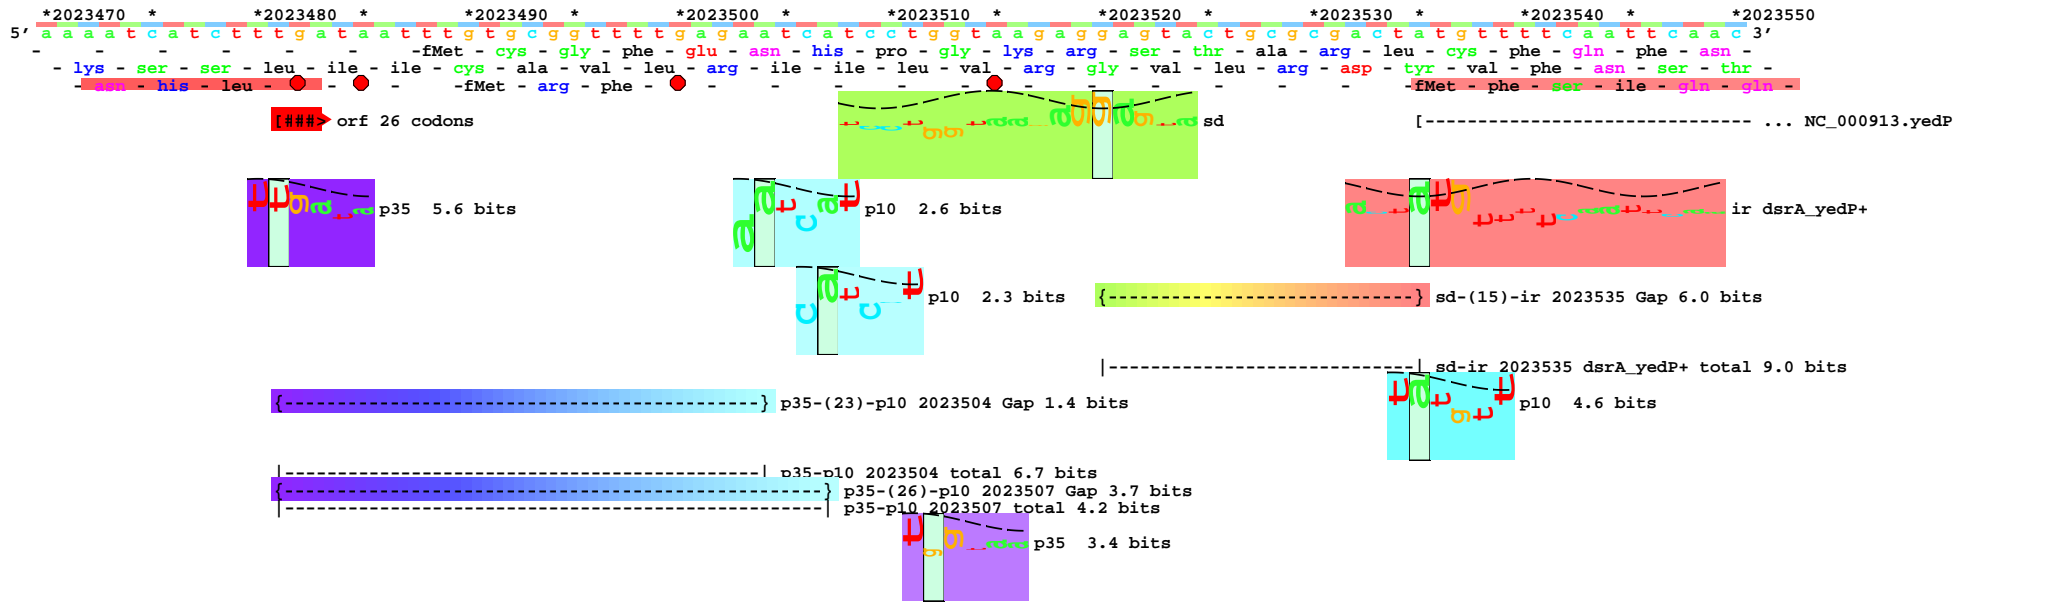 *2023470 * *2023480 * *2023490 * *2023500 * *2023510 * *2023520 * *2023530 * *2023540 * *2023550
5' a a a a t c a t c t t t g a t a a t t t g t g c g g t t t t g a g a a t c a t c c t g g t a a g a g g a g t a c t g c g c g a c t a t g t t t t c a a t t c a a c 3'
- - - - - - -fMet - cys - gly - phe - glu - asn - his - pro - gly - lys - arg - ser - thr - ala - arg - leu - cys - phe - gln - phe - asn -
- lys - ser - ser - leu - ile - ile - cys - ala - val - leu - arg - ile - ile - leu - val - arg - gly - val - leu - arg - asp - tyr - val - phe - asn - ser - thr -
- asn - his - leu - - - -fMet - arg - phe - - - - - - - - - - - -fMet - phe - ser - ile - gln - gln -
[###> orf 26 codons
t c c t g g t a a g a g g a g t a sd
[------------------------------- ... NC_000913.yedP
t t g a t a p35 5.6 bits
a a t c a t p10 2.6 bits
a c t a t g t t t t c a a t t c a a ir dsrA_yedP+
c a t c c t p10 2.3 bits
{-----------------------------} sd-(15)-ir 2023535 Gap 6.0 bits
|-----------------------------| sd-ir 2023535 dsrA_yedP+ total 9.0 bits
{---------------------------------------------} p35-(23)-p10 2023504 Gap 1.4 bits
t a t g t t p10 4.6 bits
|---------------------------------------------| p35-p10 2023504 total 6.7 bits
{---------------------------------------------------} p35-(26)-p10 2023507 Gap 3.7 bits
|---------------------------------------------------| p35-p10 2023507 total 4.2 bits
t g g t a a p35 3.4 bits